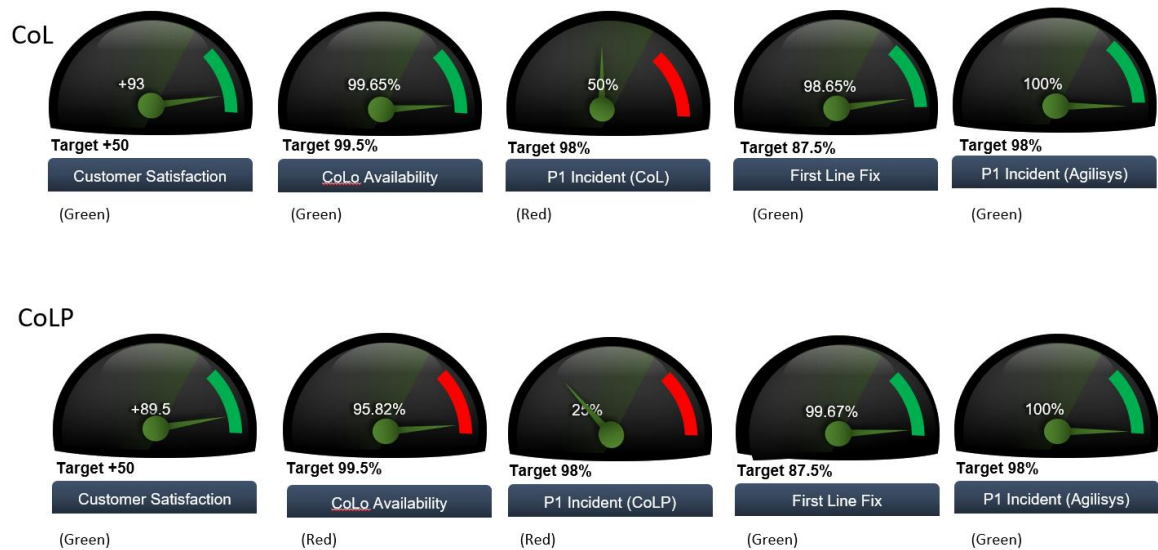 CoL
+93
99.65%
50%
98.65%
100%
Target +50
Target 99.5%
Target 98%
Target 87.5%
Target 98%
Customer Satisfaction
CoLo Availability
P1 Incident (CoL)
First Line Fix
P1 Incident (Agilisys)
(Green)
(Green)
(Red)
(Green)
(Green)
CoLP
+89.5
95.82%
25%
99.67%
100%
Target +50
Target 99.5%
Target 98%
Target 87.5%
Target 98%
Customer Satisfaction
CoLo Availability
P1 Incident (CoLP)
First Line Fix
P1 Incident (Agilisys)
(Green)
(Red)
(Red)
(Green)
(Green)